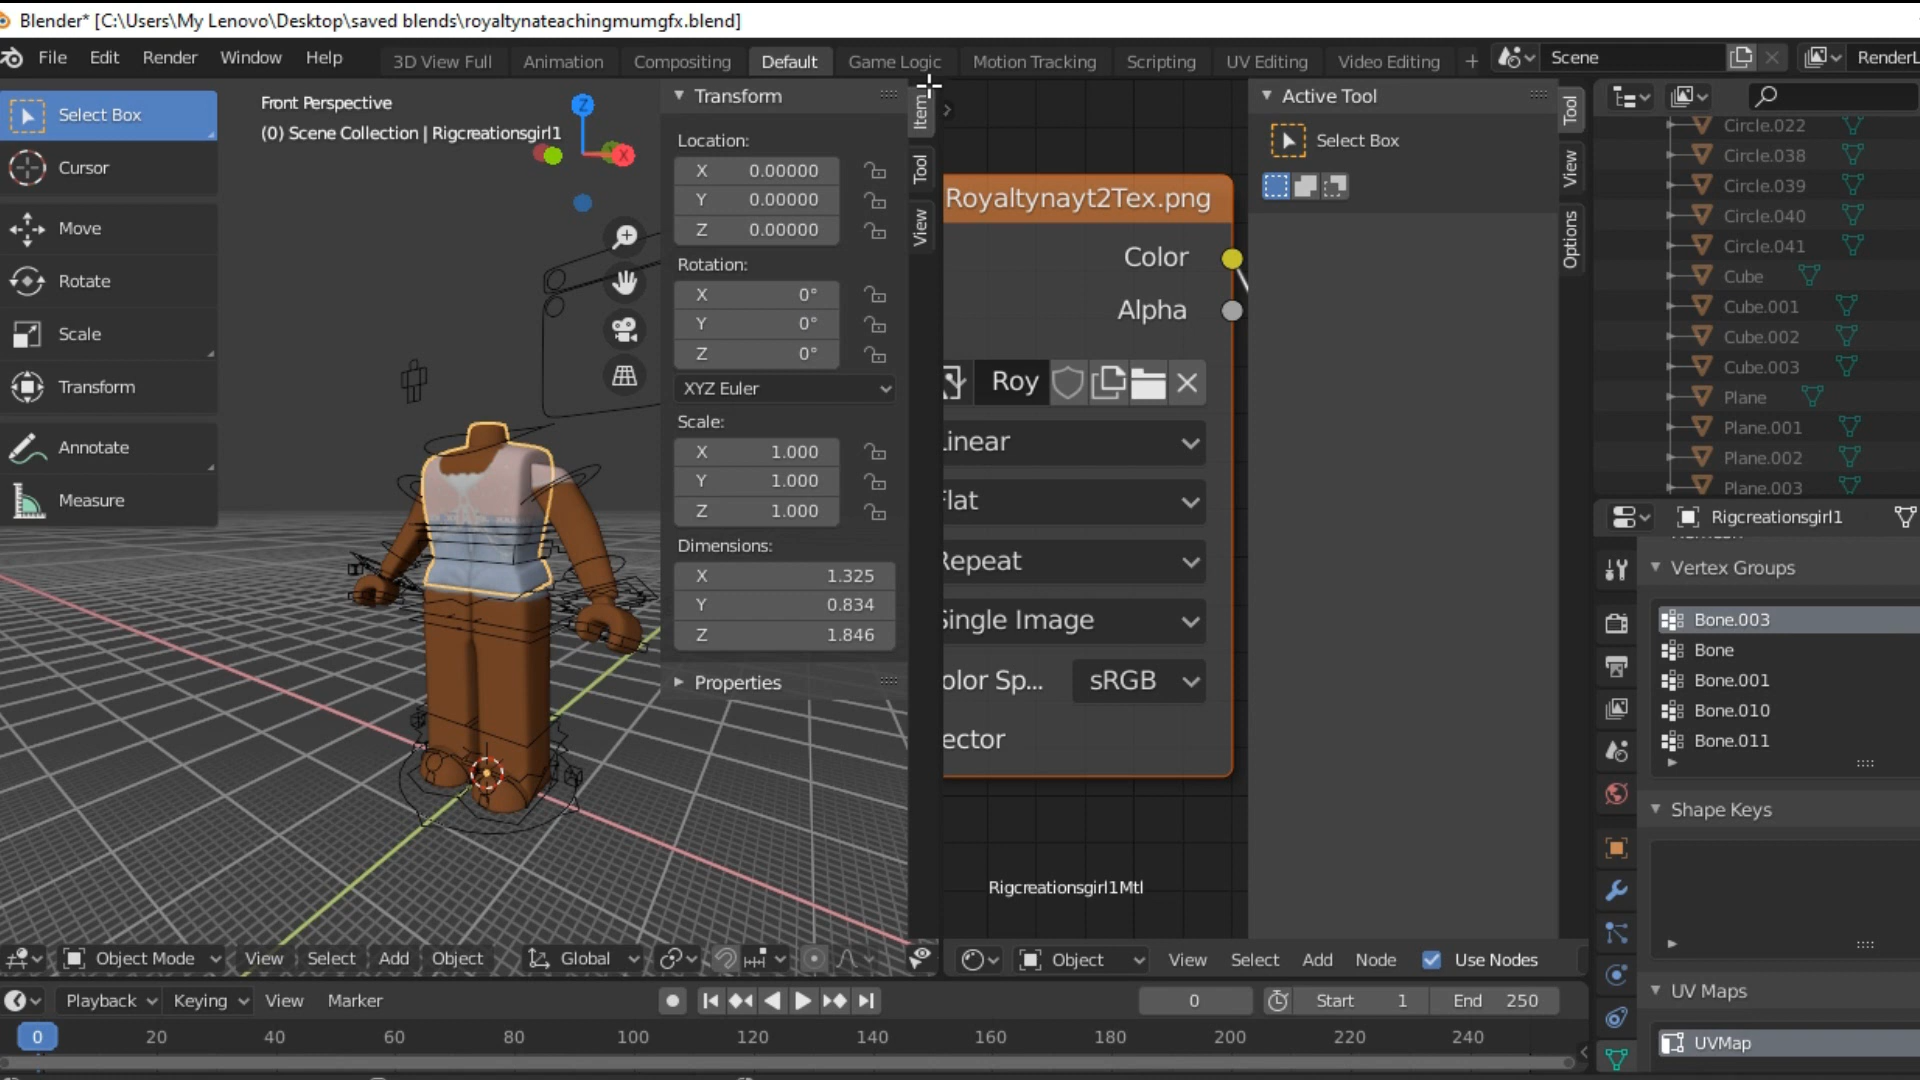 Blender* [C:\Users\My Lenovo\Desktop\saved blends\royaltynateachingmumgfx.blend]
File Edit Render Window Help 3D View Full Animation Compositing Default Game Logic Motion Tracking Scripting UV Editing Video Editing + Scene RenderL
Select Box
Cursor
Move
Rotate
Scale
Transform
Annotate
Measure
Front Perspective
(0) Scene Collection | Rigcreationsgirl1
Z
X
Transform
Location:
X 0.00000
Y 0.00000
Z 0.00000
Rotation:
X 0°
Y 0°
Z 0°
XYZ Euler
Scale:
X 1.000
Y 1.000
Z 1.000
Dimensions:
X 1.325
Y 0.834
Z 1.846
Properties
Item
Tool
View
Royaltynayt2Tex.png
Color
Alpha
Roy
Linear
Flat
Repeat
Single Image
olor Sp... sRGB
ector
Rigcreationsgirl1Mtl
Active Tool
Select Box
Tool
View
Options
Circle.022
Circle.038
Circle.039
Circle.040
Circle.041
Cube
Cube.001
Cube.002
Cube.003
Plane
Plane.001
Plane.002
Plane.003
Rigcreationsgirl1
Vertex Groups
Bone.003
Bone
Bone.001
Bone.010
Bone.011
Shape Keys
UV Maps
UVMap
Object Mode View Select Add Object Global
Object View Select Add Node Use Nodes
Playback Keying View Marker 0 Start 1 End 250
0 20 40 60 80 100 120 140 160 180 200 220 240